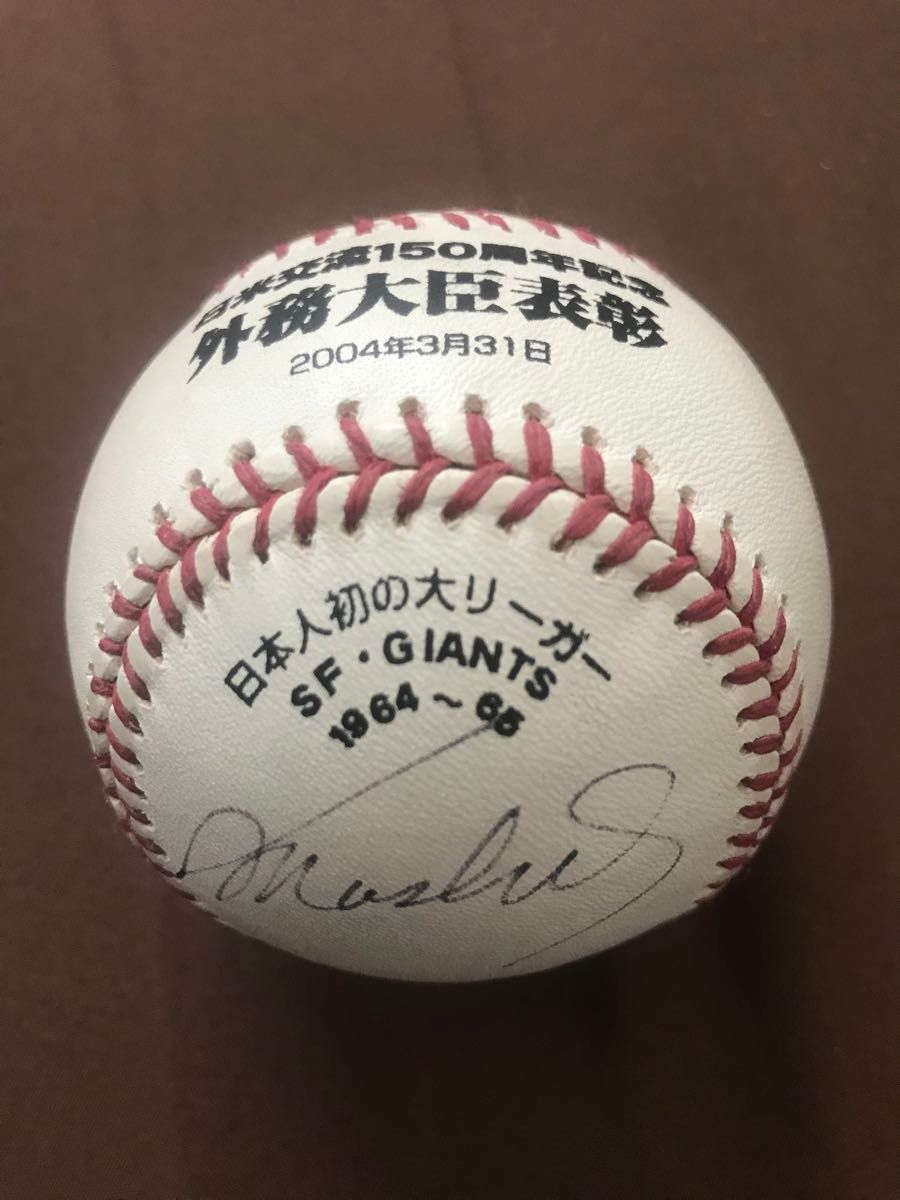 日米交流150周年記念
外務大臣表彰
2004年3月31日
日本人初の大リーガー
SF・GIANTS
1964～65